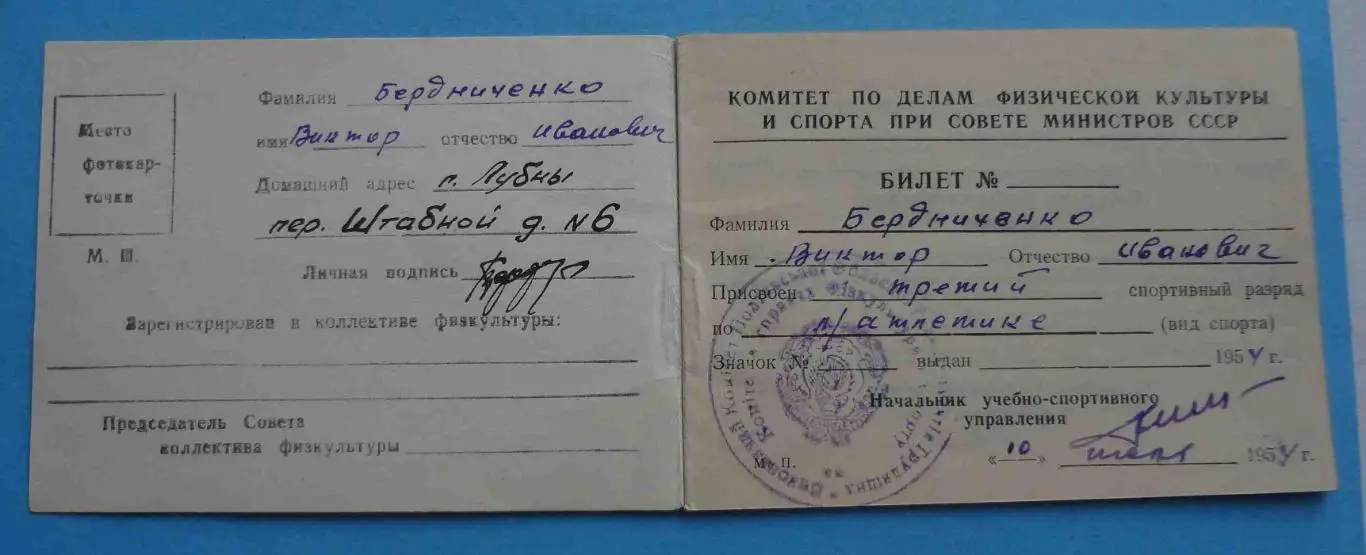 Место
фотокар-
точки
М. П.
Фамилия Бердниченко
имя Виктор отчество Иванович
Домашний адрес г. Лубны
пер. Штабной д. N6
Личная подпись
Зарегистрирован в коллективе физкультуры:
Председатель Совета
коллектива физкультуры
КОМИТЕТ ПО ДЕЛАМ ФИЗИЧЕСКОЙ КУЛЬТУРЫ
И СПОРТА ПРИ СОВЕТЕ МИНИСТРОВ СССР
БИЛЕТ №
Фамилия Бердниченко
Имя Виктор Отчество Иванович
Присвоен третий спортивный разряд
по л/атлетике (вид спорта)
Значок № выдан 1954 г.
Начальник учебно-спортивного
управления
М. П. «10» 1954 г.